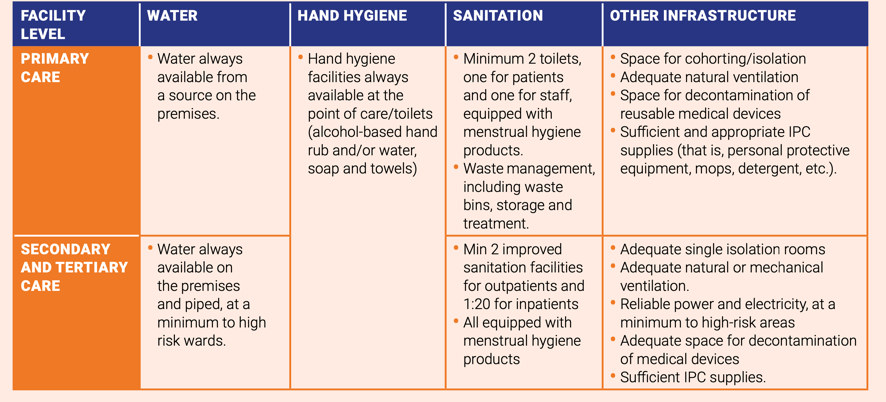 FACILITY
LEVEL
WATER
HAND HYGIENE
SANITATION
OTHER INFRASTRUCTURE
PRIMARY
CARE
• Water always
available from
a source on the
premises.
• Hand hygiene
facilities always
available at the
point of care/toilets
(alcohol-based hand
rub and/or water,
soap and towels)
• Minimum 2 toilets,
one for patients
and one for staff,
equipped with
menstrual hygiene
products.
• Waste management,
including waste
bins, storage and
treatment.
• Space for cohorting/isolation
• Adequate natural ventilation
• Space for decontamination of
reusable medical devices
• Sufficient and appropriate IPC
supplies (that is, personal protective
equipment, mops, detergent, etc.).
SECONDARY
AND TERTIARY
CARE
• Water always
available on
the premises
and piped, at a
minimum to high
risk wards.
• Min 2 improved
sanitation facilities
for outpatients and
1:20 for inpatients
• All equipped with
menstrual hygiene
products
• Adequate single isolation rooms
• Adequate natural or mechanical
ventilation.
• Reliable power and electricity, at a
minimum to high-risk areas
• Adequate space for decontamination
of medical devices
• Sufficient IPC supplies.